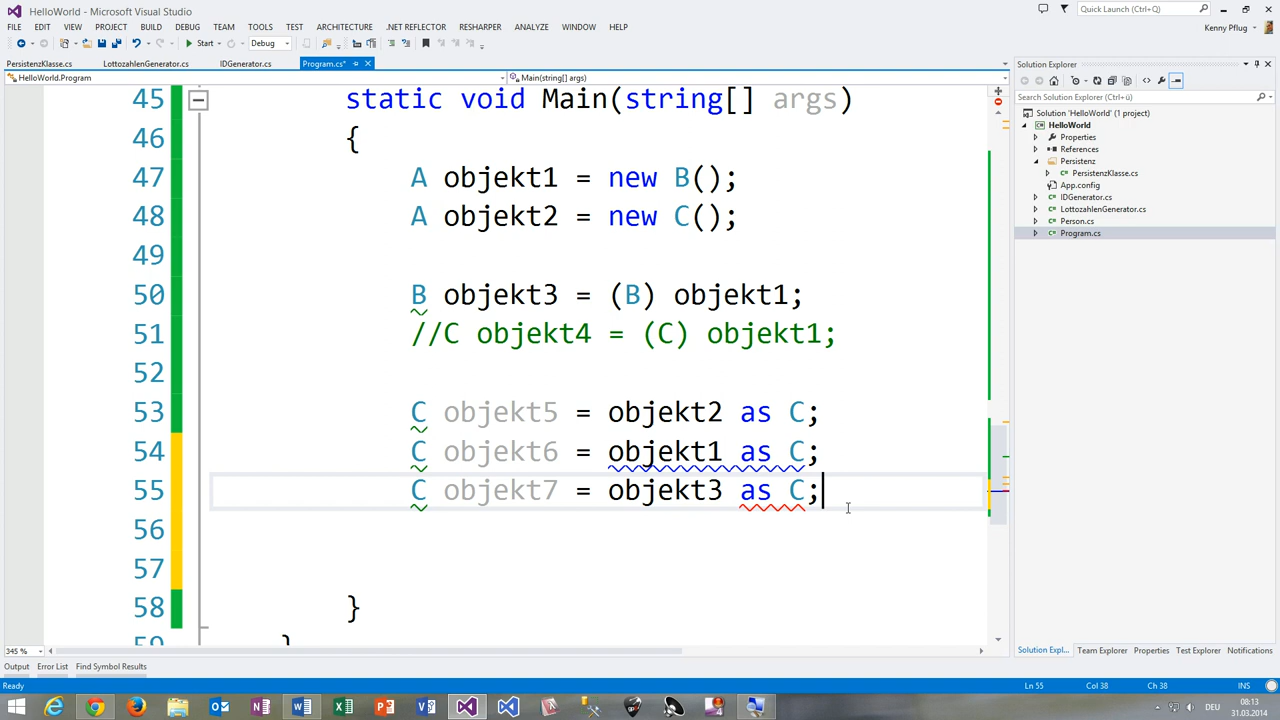 HelloWorld - Microsoft Visual Studio
Quick Launch (Ctrl+Q)
FILE EDIT VIEW PROJECT BUILD DEBUG TEAM TOOLS TEST ARCHITECTURE .NET REFLECTOR RESHARPER ANALYZE WINDOW HELP
Kenny Pflug
Start Debug
PersistenzKlasse.cs LottozahlenGenerator.cs IDGenerator.cs Program.cs*
HelloWorld.Program Main(string[] args)
45 static void Main(string[] args)
46 {
47 A objekt1 = new B();
48 A objekt2 = new C();
49
50 B objekt3 = (B) objekt1;
51 //C objekt4 = (C) objekt1;
52
53 C objekt5 = objekt2 as C;
54 C objekt6 = objekt1 as C;
55 C objekt7 = objekt3 as C;
56
57
58 }
59 }
345 %
Solution Explorer
Search Solution Explorer (Ctrl+ü)
Solution 'HelloWorld' (1 project)
HelloWorld
Properties
References
Persistenz
PersistenzKlasse.cs
App.config
IDGenerator.cs
LottozahlenGenerator.cs
Person.cs
Program.cs
Solution Expl... Team Explorer Properties Test Explorer Notifications
Output Error List Find Symbol Results
Ready Ln 55 Col 38 Ch 38 INS
DEU
08:13
31.03.2014